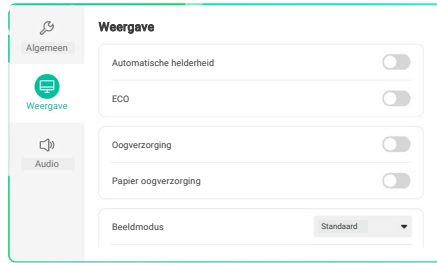 Algemeen
Weergave
Audio
Weergave
Automatische helderheid
ECO
Oogverzorging
Papier oogverzorging
Beeldmodus
Standaard